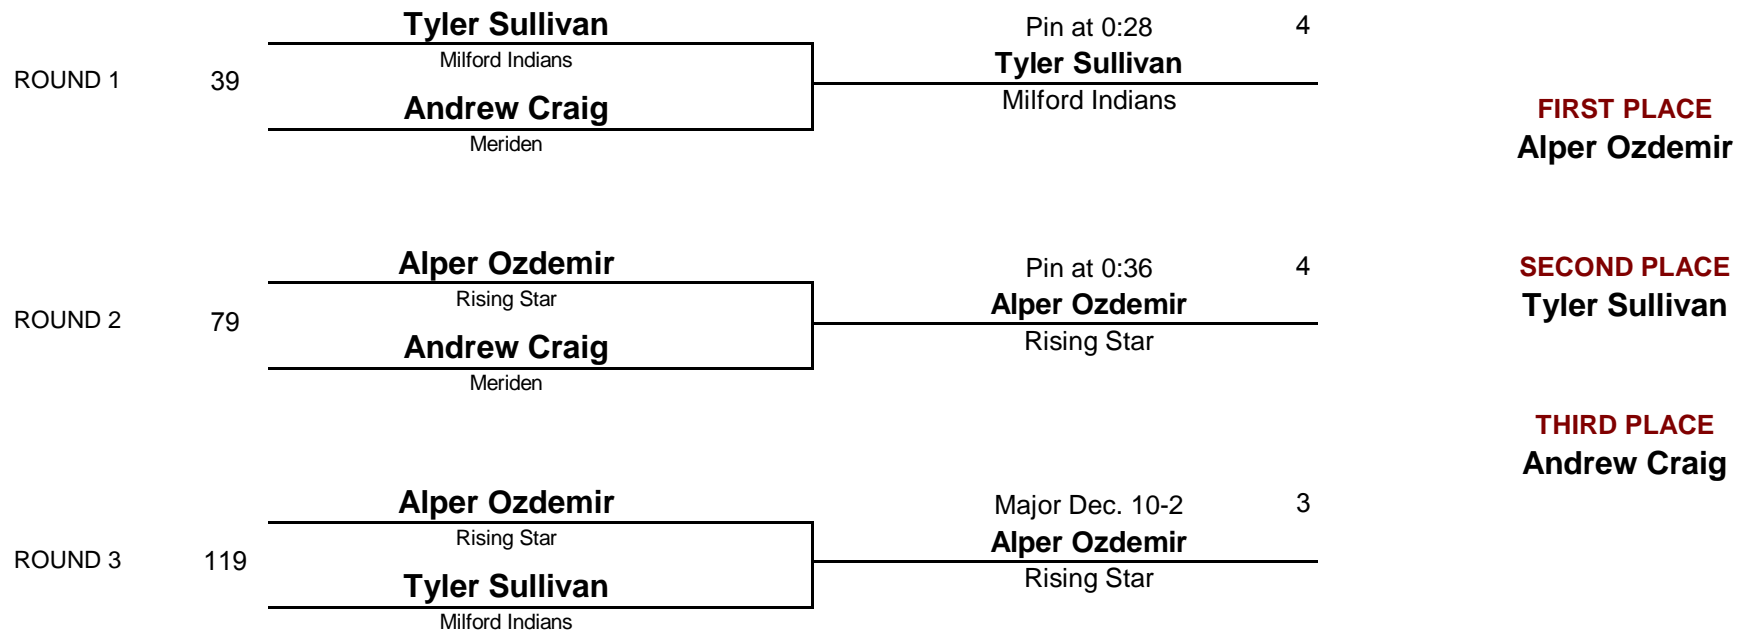 Tyler Sullivan
Milford Indians
ROUND 1
39
Andrew Craig
Meriden
Pin at 0:28
4
Tyler Sullivan
Milford Indians
FIRST PLACE
Alper Ozdemir
Alper Ozdemir
Rising Star
ROUND 2
79
Andrew Craig
Meriden
Pin at 0:36
4
Alper Ozdemir
Rising Star
SECOND PLACE
Tyler Sullivan
THIRD PLACE
Andrew Craig
Alper Ozdemir
Rising Star
ROUND 3
119
Tyler Sullivan
Milford Indians
Major Dec. 10-2
3
Alper Ozdemir
Rising Star